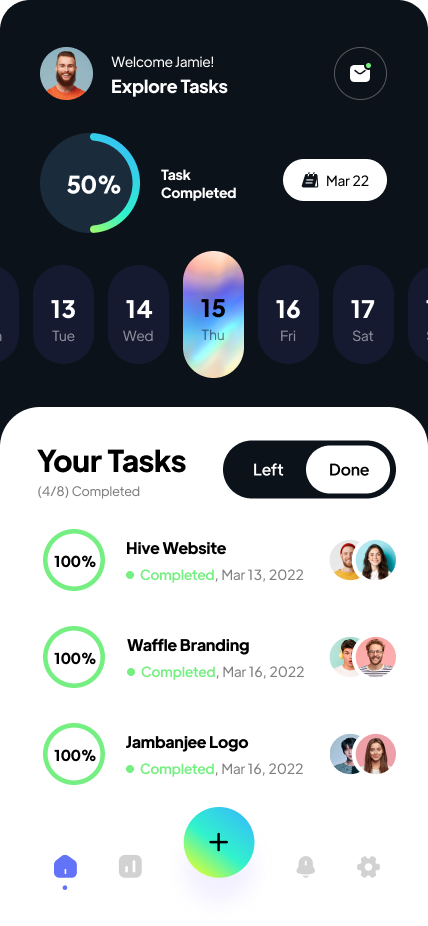 Welcome Jamie!
Explore Tasks
50%
Task
Completed
Mar 22
13
14
15
16
17
Tue
Wed
Thu
Fri
Sat
Your Tasks
(4/8) Completed
Left
Done
100%
Hive Website
Completed, Mar 13, 2022
100%
Waffle Branding
Completed, Mar 16, 2022
100%
Jambanjee Logo
Completed, Mar 16, 2022